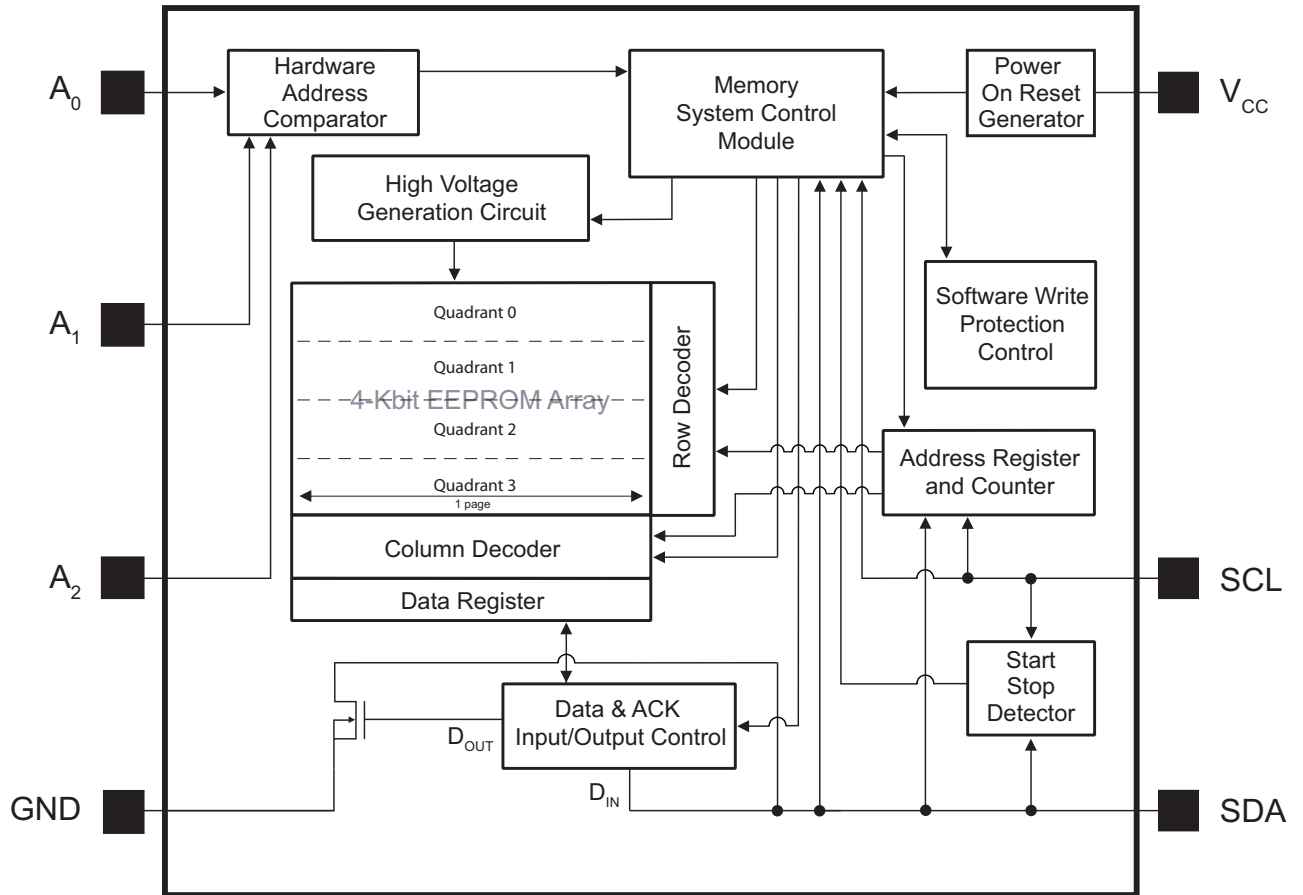 A0
Hardware
Address
Comparator
Memory
System Control
Module
Power
On Reset
Generator
VCC
High Voltage
Generation Circuit
A1
Software Write
Protection
Control
Quadrant 0
Quadrant 1
4-Kbit EEPROM Array
Quadrant 2
Quadrant 3
1 page
Row Decoder
Address Register
and Counter
Column Decoder
Data Register
A2
SCL
Start
Stop
Detector
Data & ACK
Input/Output Control
DOUT
DIN
GND
SDA